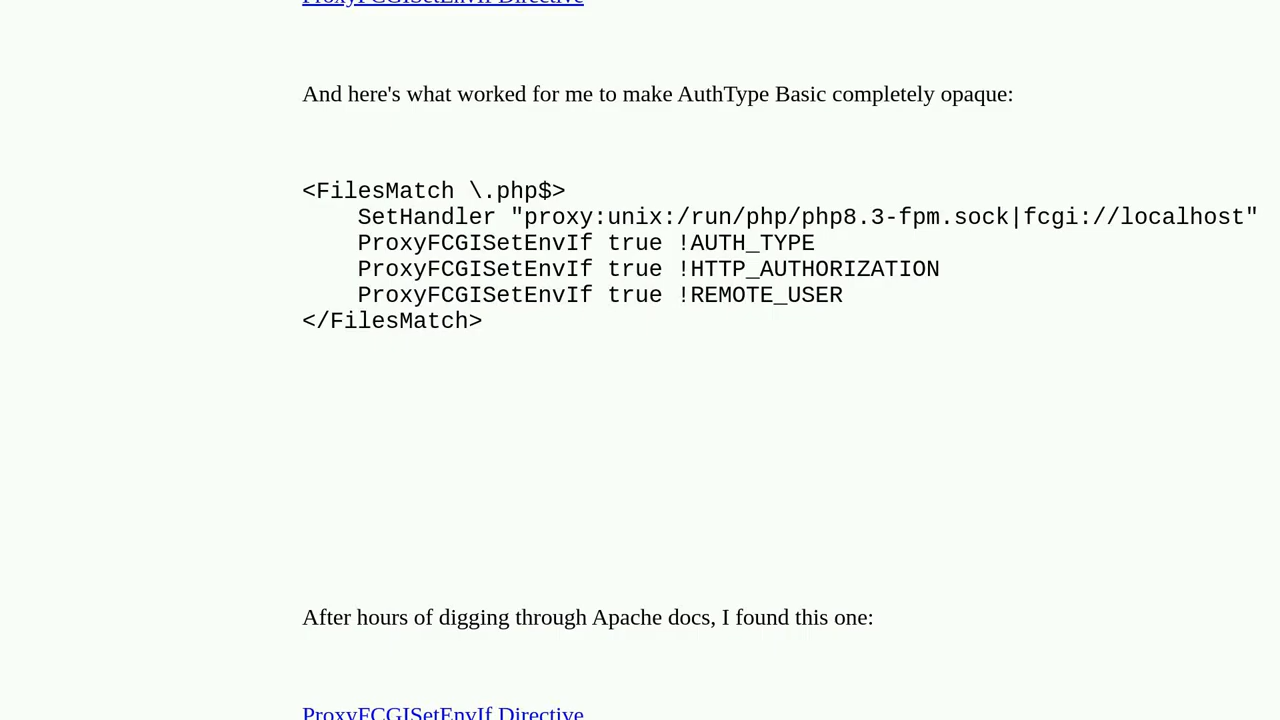 ProxyFCGISetEnvIf Directive
And here's what worked for me to make AuthType Basic completely opaque:
<FilesMatch \.php$>
    SetHandler "proxy:unix:/run/php/php8.3-fpm.sock|fcgi://localhost"
    ProxyFCGISetEnvIf true !AUTH_TYPE
    ProxyFCGISetEnvIf true !HTTP_AUTHORIZATION
    ProxyFCGISetEnvIf true !REMOTE_USER
</FilesMatch>
After hours of digging through Apache docs, I found this one:
ProxyFCGISetEnvIf Directive